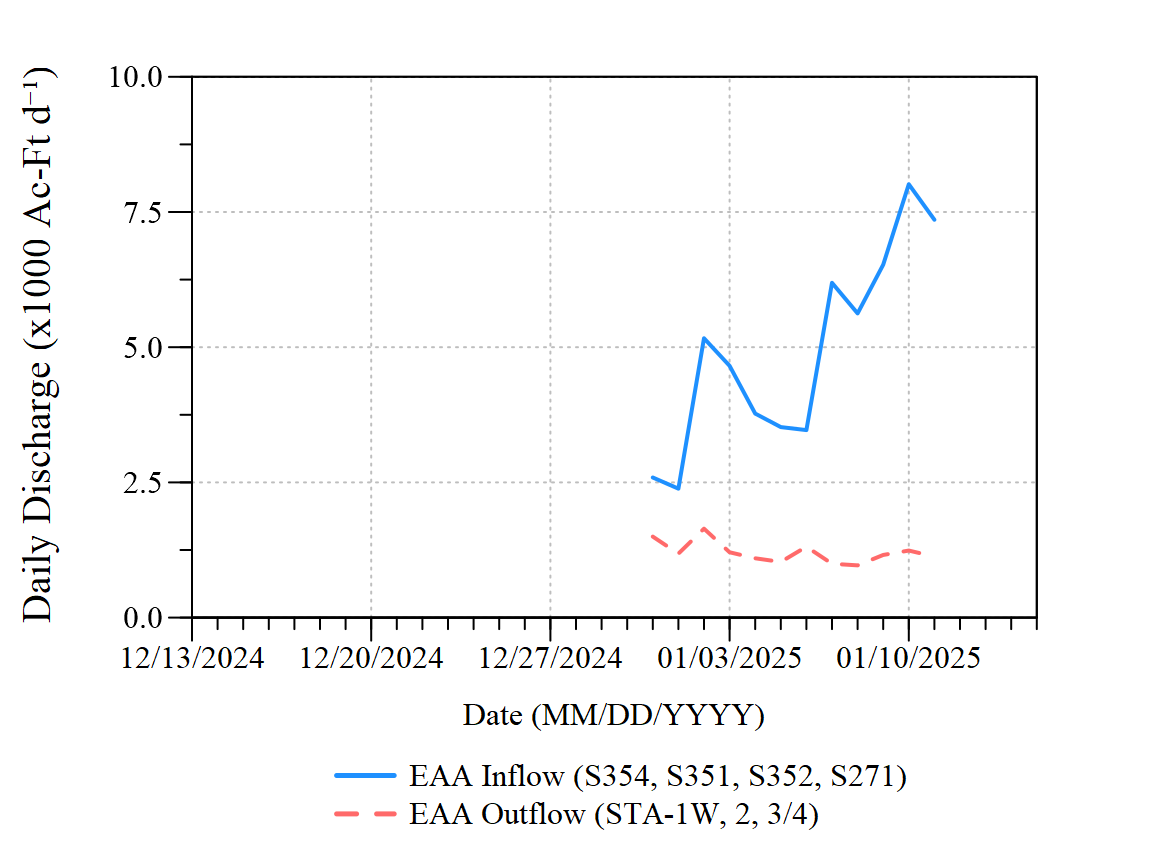 Daily Discharge (x1000 Ac-Ft d⁻¹)
10.0
7.5
5.0
2.5
0.0
12/13/2024 12/20/2024 12/27/2024 01/03/2025 01/10/2025
Date (MM/DD/YYYY)
EAA Inflow (S354, S351, S352, S271)
EAA Outflow (STA-1W, 2, 3/4)